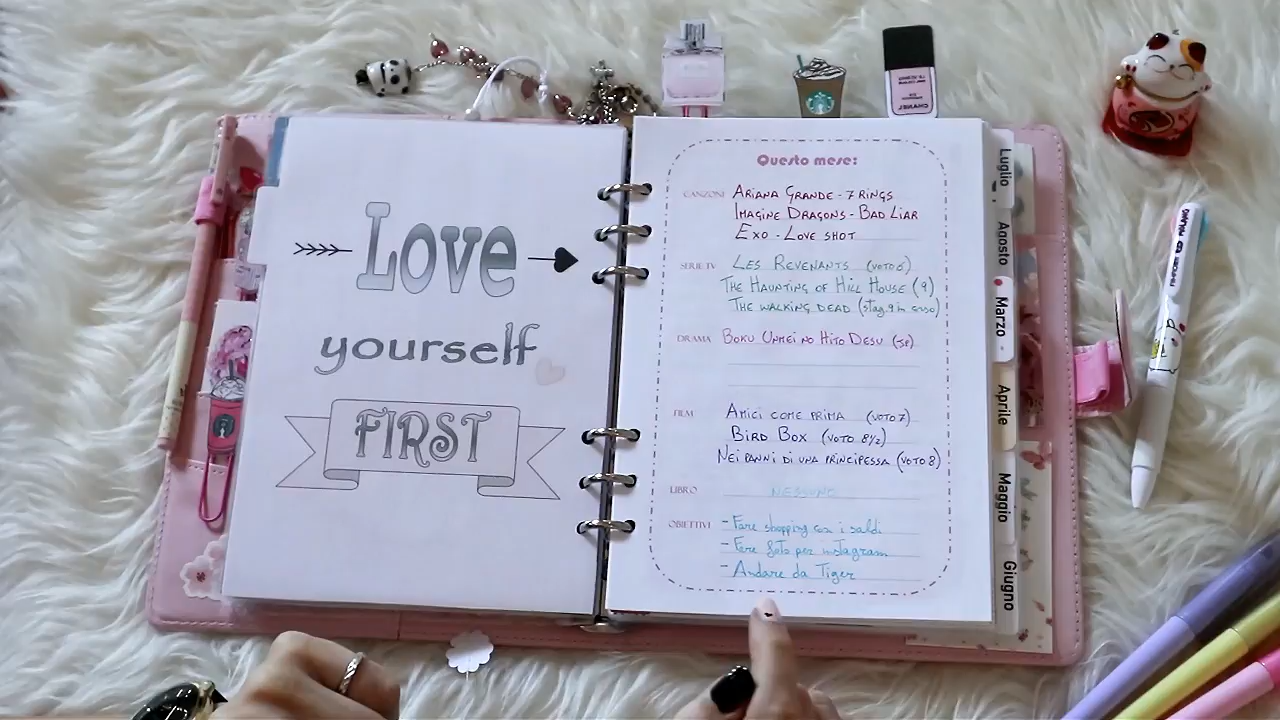 Love
yourself
FIRST
Questo mese:
CANZONI ARIANA GRANDE - 7 RINGS
IMAGINE DRAGONS - BAD LIAR
EXO - LOVE SHOT
SERIE TV LES REVENANTS (VOTO 8)
THE HAUNTING OF HILL HOUSE (9)
THE WALKING DEAD (stag. 9 in corso)
DRAMA BOKU UNMEI NO HITO DESU (SP)
FILM AMICI COME PRIMA (VOTO 7)
BIRD BOX (VOTO 8½)
NEI PANNI DI UNA PRINCIPESSA (VOTO 8)
LIBRO NESSUNO
OBIETTIVI - Fare shopping con i saldi
- Fare foto per instagram
- Andare da Tiger
Luglio
Agosto
Marzo
Aprile
Maggio
Giugno
CHANEL